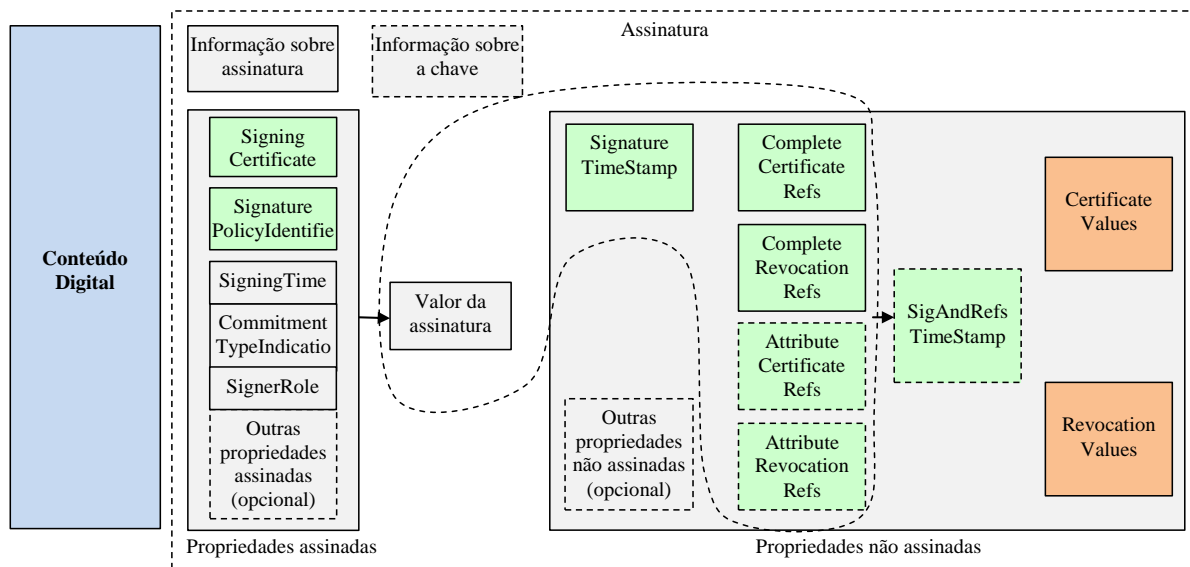 Assinatura
Informação sobre
assinatura
Informação sobre
a chave
Conteúdo
Digital
Signing
Certificate
Signature
PolicyIdentifie
SigningTime
Commitment
TypeIndicatio
SignerRole
Outras
propriedades
assinadas
(opcional)
Propriedades assinadas
Valor da
assinatura
Signature
TimeStamp
Outras
propriedades
não assinadas
(opcional)
Complete
Certificate
Refs
Complete
Revocation
Refs
Attribute
Certificate
Refs
Attribute
Revocation
Refs
SigAndRefs
TimeStamp
Certificate
Values
Revocation
Values
Propriedades não assinadas